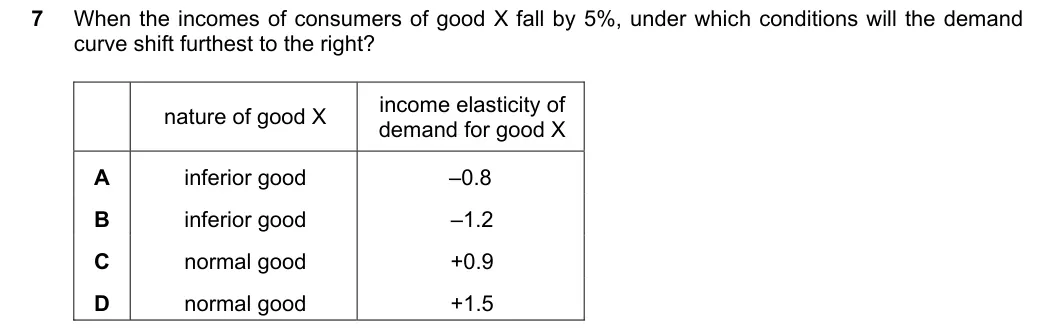 7 When the incomes of consumers of good X fall by 5%, under which conditions will the demand
curve shift furthest to the right?
nature of good X
income elasticity of
demand for good X
A inferior good –0.8
B inferior good –1.2
C normal good +0.9
D normal good +1.5